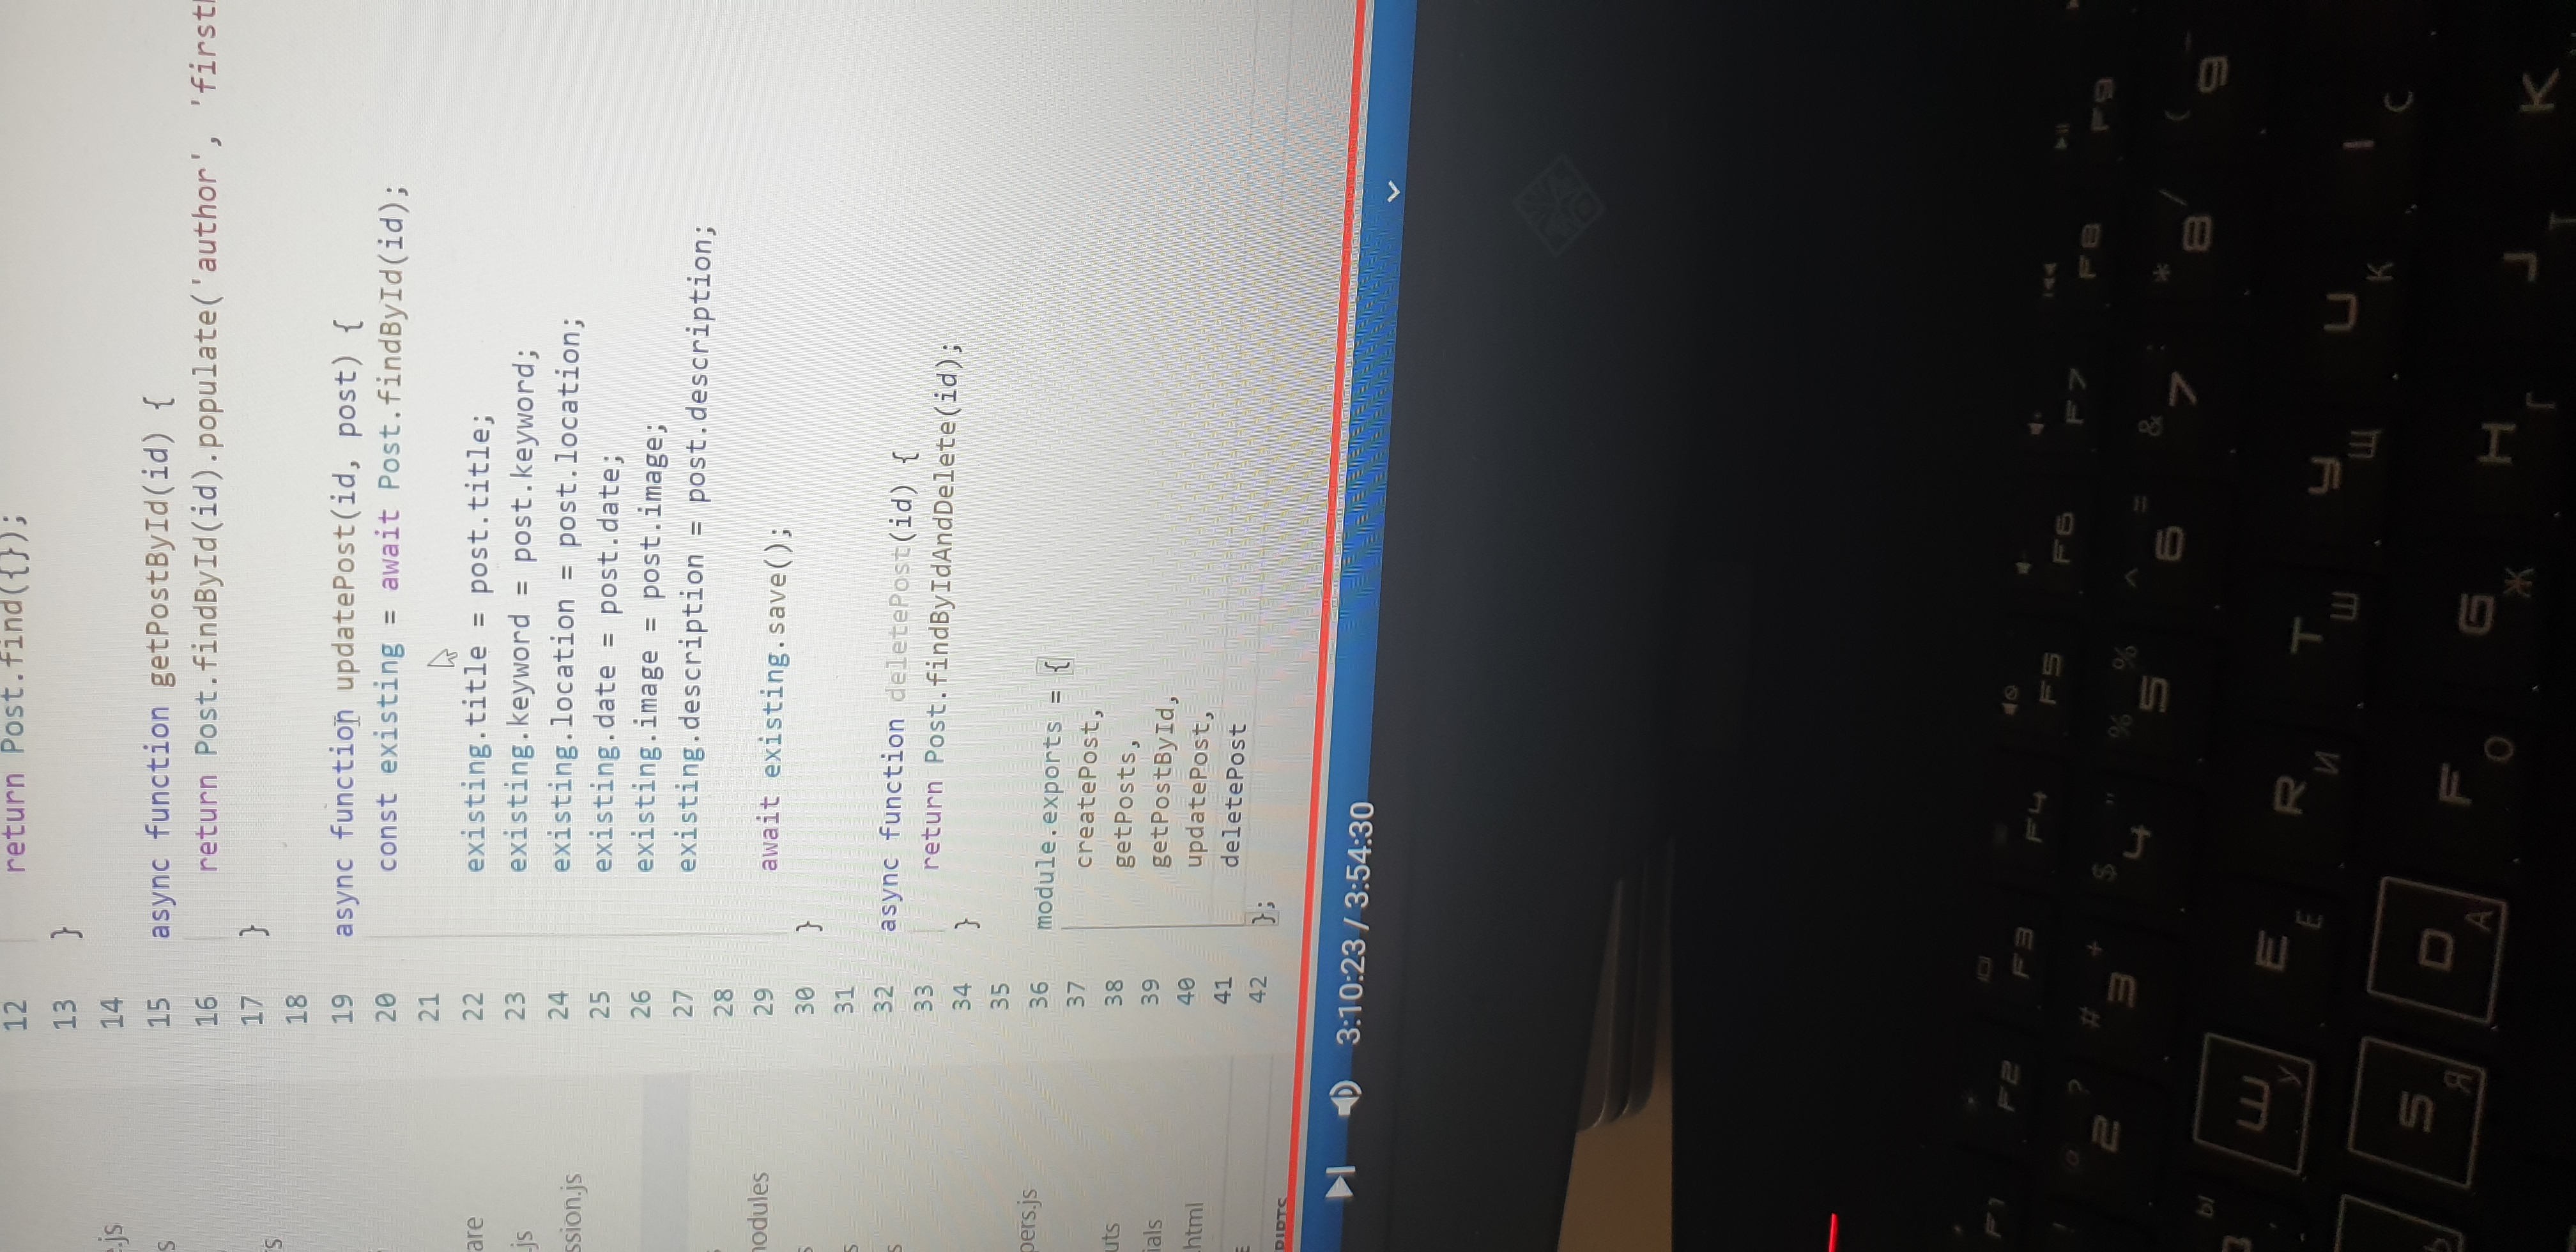 12 return Post.find({});
13 }
14
.js
15 async function getPostById(id) {
s
16 return Post.findById(id).populate('author', 'first
17 }
s
18
19 async function updatePost(id, post) {
20 const existing = await Post.findById(id);
21
22 existing.title = post.title;
are
23 existing.keyword = post.keyword;
.js
24 existing.location = post.location;
ssion.js
25 existing.date = post.date;
26 existing.image = post.image;
27 existing.description = post.description;
28
odules
29 await existing.save();
30 }
s
31
s
32 async function deletePost(id) {
s
33 return Post.findByIdAndDelete(id);
34 }
35
pers.js
36 module.exports = {
37 createPost,
uts
38 getPosts,
ials
39 getPostById,
.html
40 updatePost,
41 deletePost
E
42 };
RIPTS
3:10:23 / 3:54:30
F1 F2 F3 F4 F5 F6 F7 F8 F9
! @ 2 ? # 3 + $ 4 " % 5 % ^ 6 = & 7 : * 8 / ( 9 _
Ы Ш У E Е R И T Ш У Щ U К I С
Ь S Я D А F О G Ж H Г J Т K